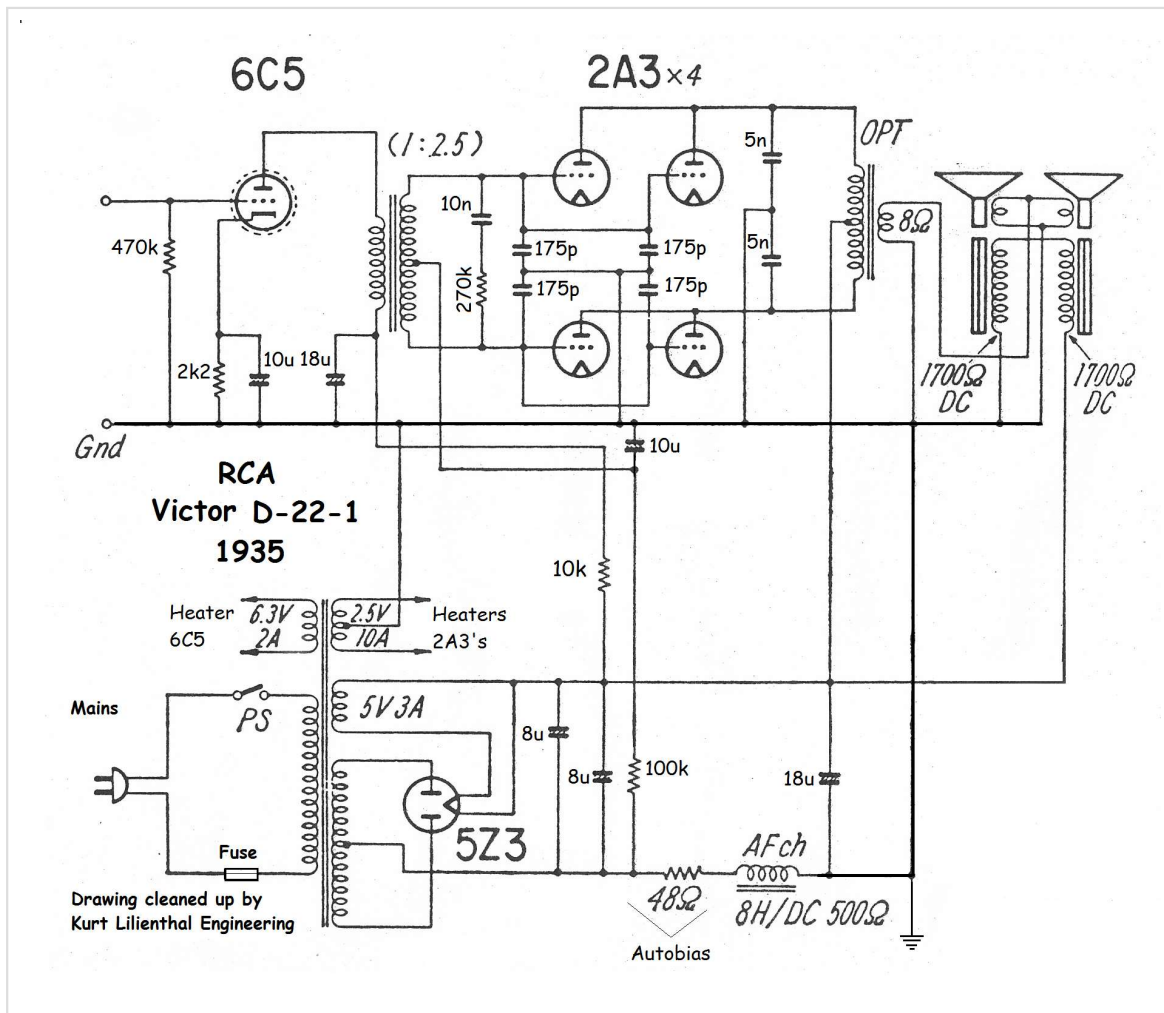 6C5
2A3×4
(1:2.5)
OPT
5n
10n
8Ω
470k
175p
175p
5n
270k
175p
175p
2k2
10u
18u
1700Ω
DC
1700Ω
DC
Gnd
10u
RCA
Victor D-22-1
1935
10k
Heater
6C5
6.3V
2A
2.5V
10A
Heaters
2A3's
Mains
PS
5V 3A
8u
8u
100k
18u
5Z3
Fuse
AFch
48Ω
8H/DC 500Ω
Drawing cleaned up by
Kurt Lilienthal Engineering
Autobias